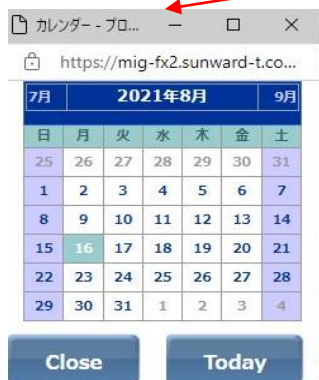 カレンダー - ブロ...
https://mig-fx2.sunward-t.co...
7月 2021年8月 9月
日 月 火 水 木 金 土
25 26 27 28 29 30 31
1 2 3 4 5 6 7
8 9 10 11 12 13 14
15 16 17 18 19 20 21
22 23 24 25 26 27 28
29 30 31 1 2 3 4
Close Today